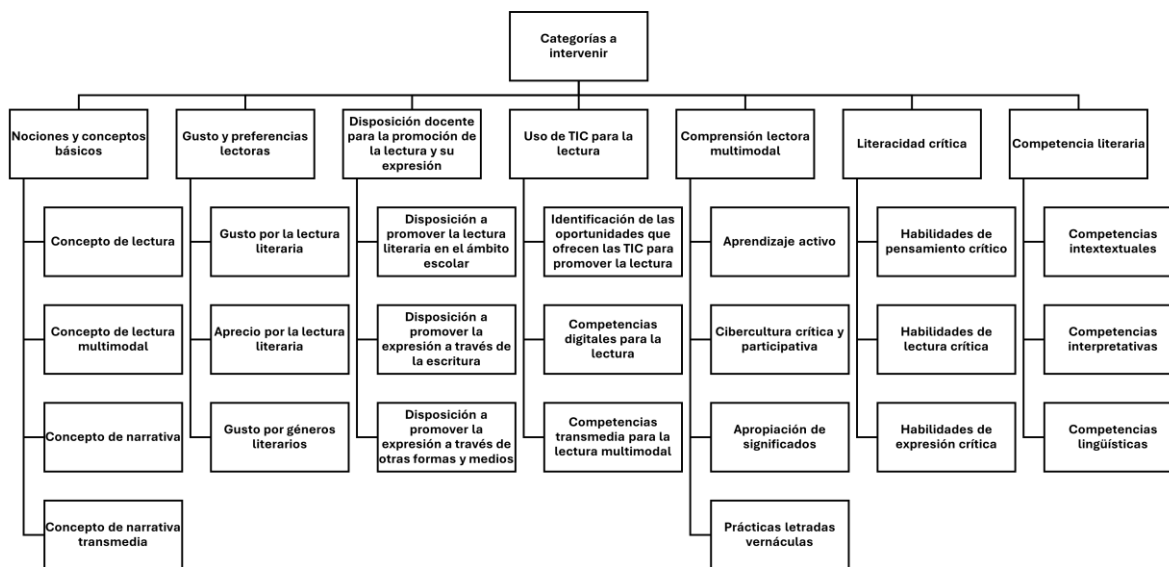 Categorías a
intervenir
Nociones y conceptos
básicos
Gusto y preferencias
lectoras
Disposición docente
para la promoción de
la lectura y su
expresión
Uso de TIC para la
lectura
Comprensión lectora
multimodal
Literacidad crítica
Competencia literaria
Concepto de lectura
Gusto por la lectura
literaria
Disposición a
promover la lectura
literaria en el ámbito
escolar
Identificación de las
oportunidades que
ofrecen las TIC para
promover la lectura
Aprendizaje activo
Habilidades de
pensamiento crítico
Competencias
intextextuales
Concepto de lectura
multimodal
Aprecio por la lectura
literaria
Disposición a
promover la
expresión a través de
la escritura
Competencias
digitales para la
lectura
Cibercultura crítica y
participativa
Habilidades de
lectura crítica
Competencias
interpretativas
Concepto de narrativa
Gusto por géneros
literarios
Disposición a
promover la
expresión a través de
otras formas y medios
Competencias
transmedia para la
lectura multimodal
Apropiación de
significados
Habilidades de
expresión crítica
Competencias
lingüísticas
Concepto de narrativa
transmedia
Prácticas letradas
vernáculas